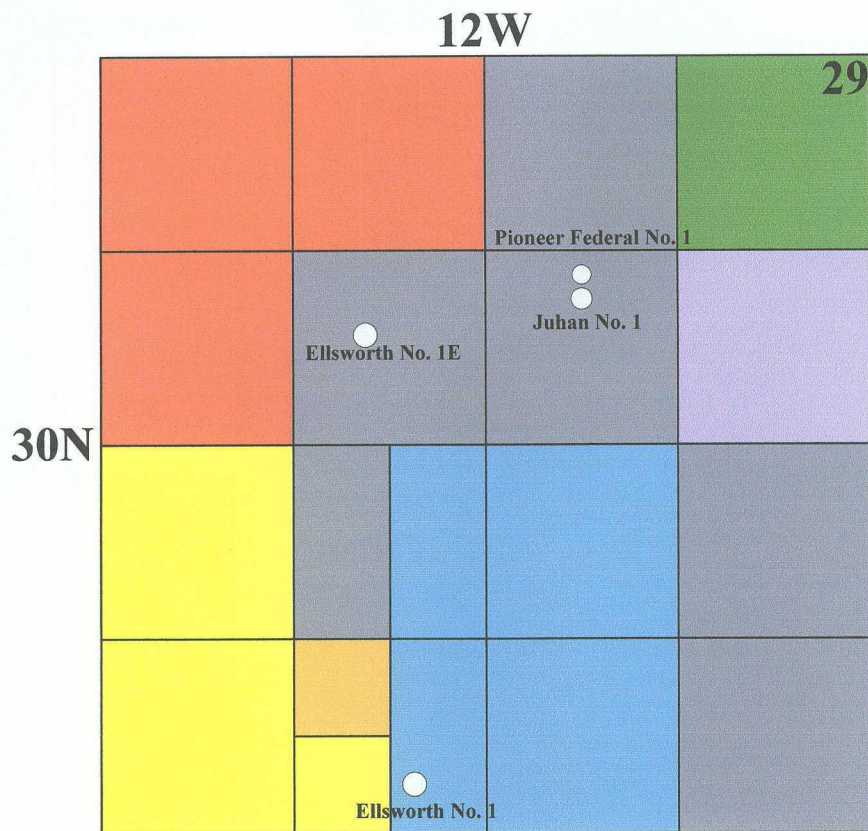 12W
29
Pioneer Federal No. 1
Juhan No. 1
Ellsworth No. 1E
30N
Ellsworth No. 1